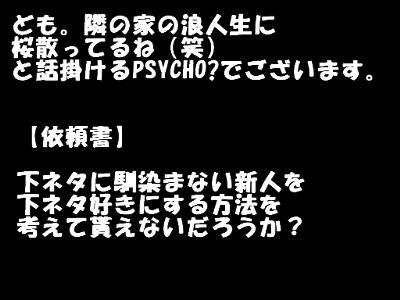 とも。隣の家の浪人生に
桜散ってるね（笑）
と話掛けるPSYCHO?でございます。
【依頼書】
下ネタに馴染まない新人を
下ネタ好きにする方法を
考えて貰えないだろうか？